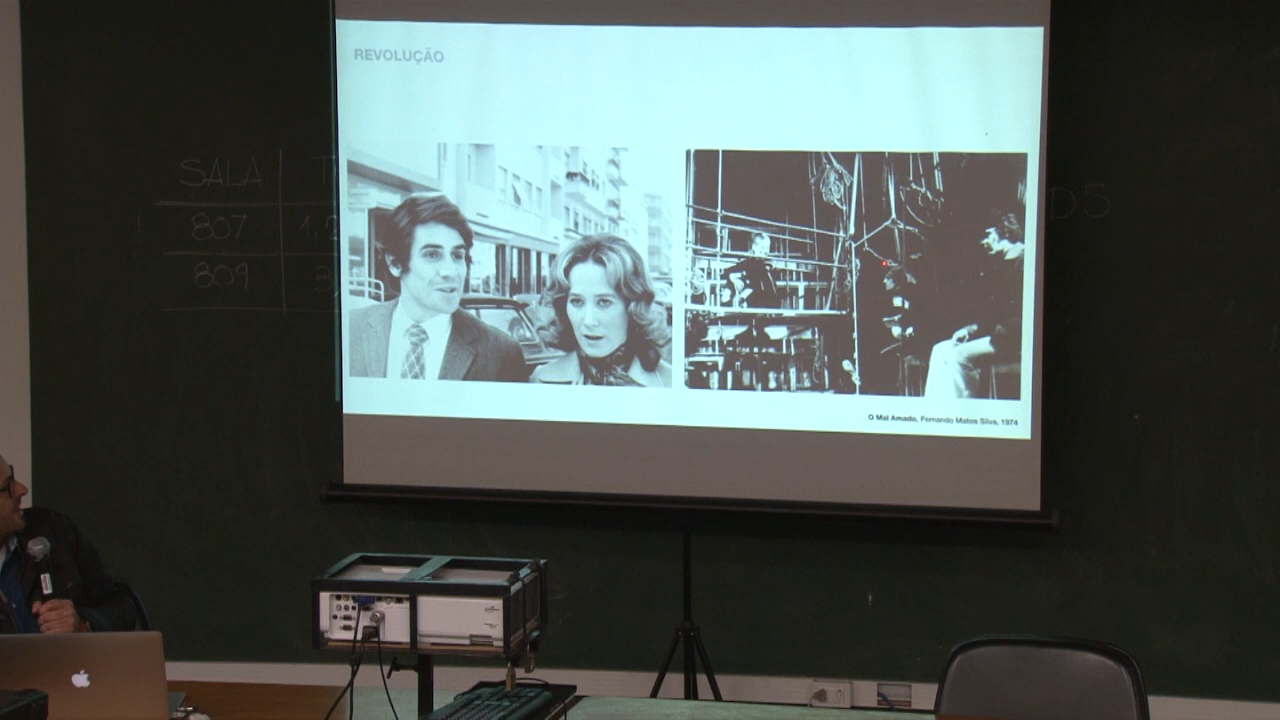 REVOLUÇÃO
SALA
807
809
O Mal Amado, Fernando Matos Silva, 1974